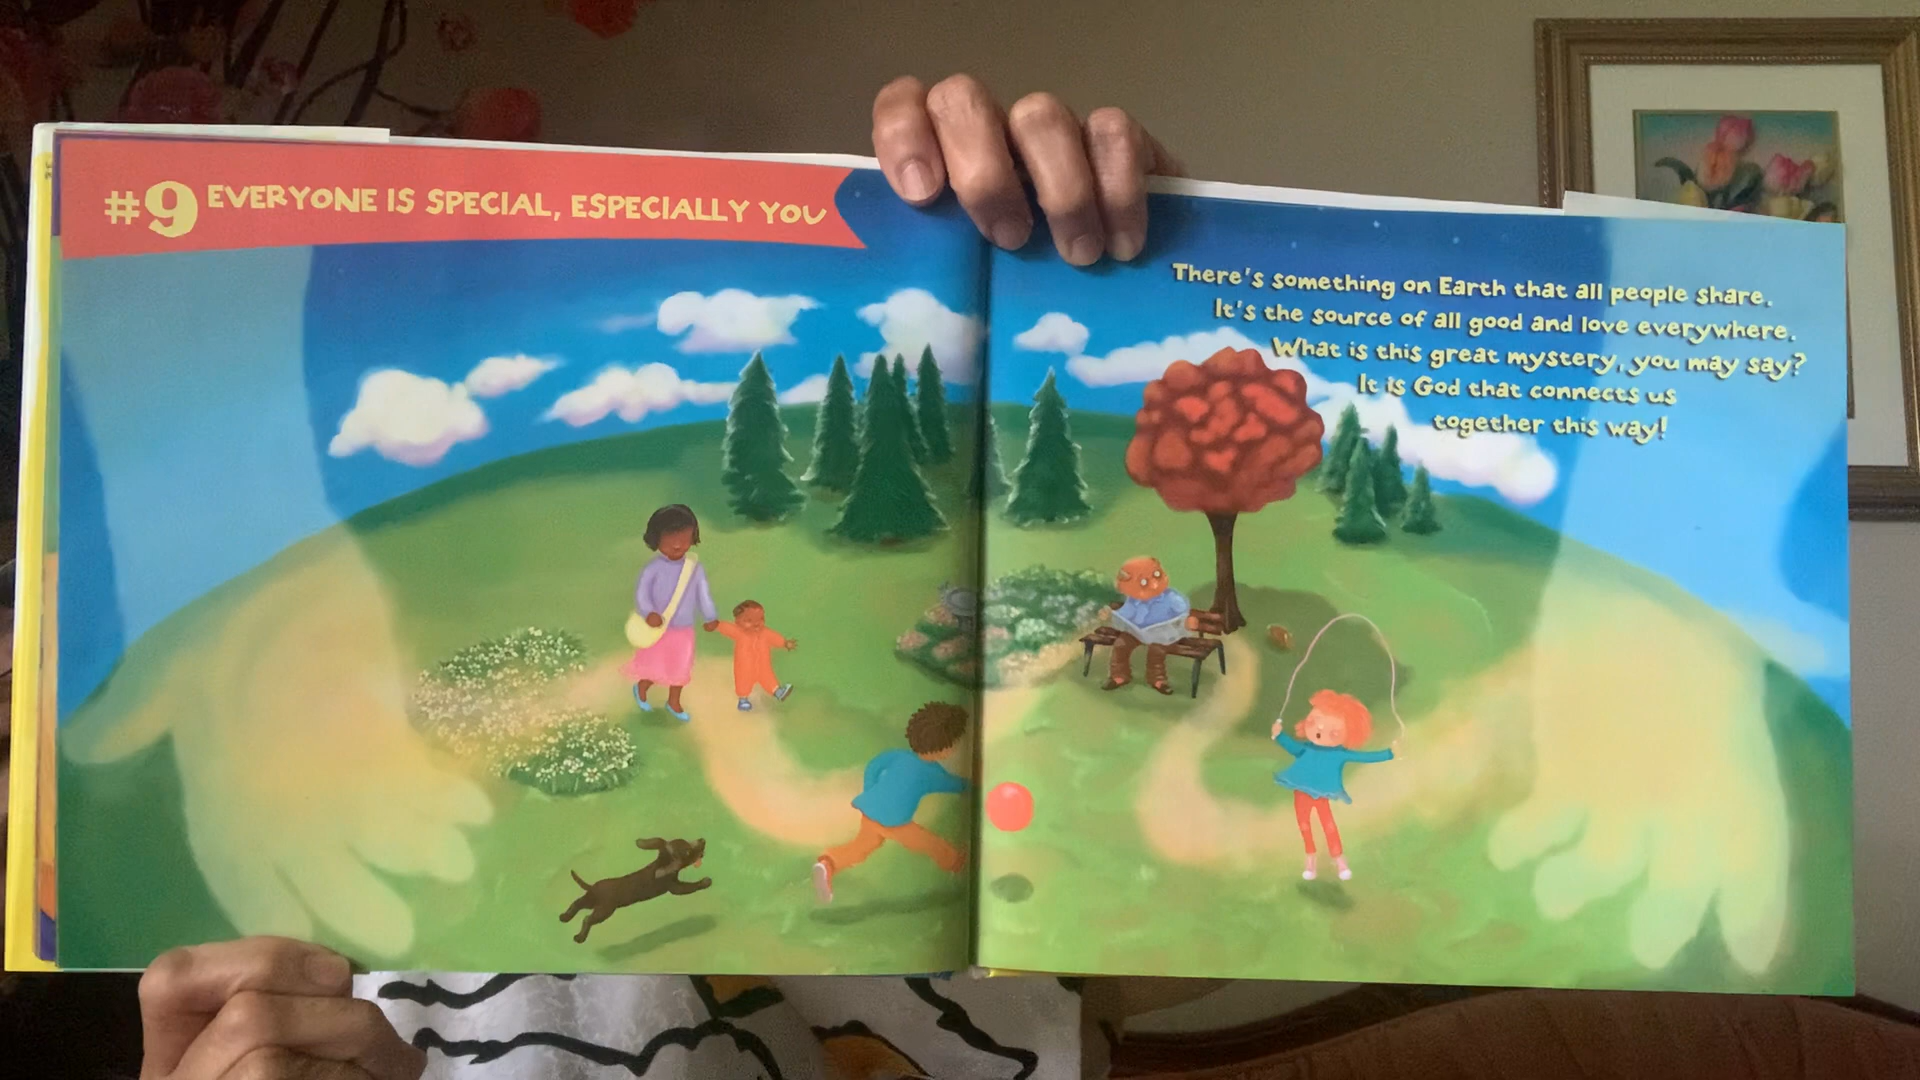 #9 EVERYONE IS SPECIAL, ESPECIALLY YOU
There's something on Earth that all people share.
It's the source of all good and love everywhere.
What is this great mystery, you may say?
It is God that connects us
together this way!